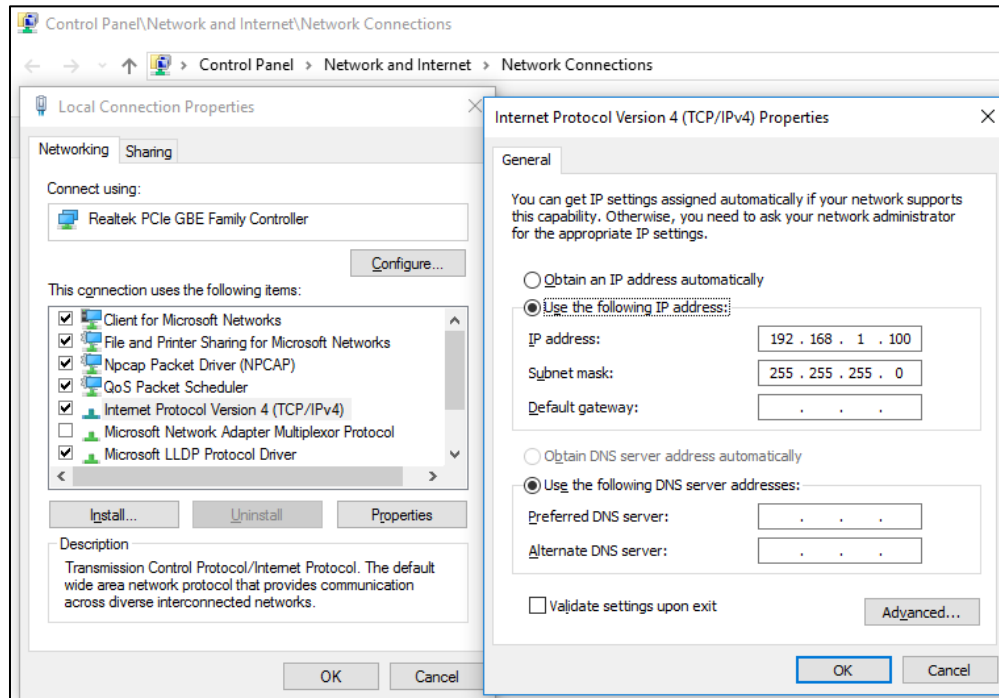 Control Panel\Network and Internet\Network Connections
Control Panel > Network and Internet > Network Connections
Local Connection Properties
Networking
Sharing
Connect using:
Realtek PCIe GBE Family Controller
Configure...
This connection uses the following items:
Client for Microsoft Networks
File and Printer Sharing for Microsoft Networks
Npcap Packet Driver (NPCAP)
QoS Packet Scheduler
Internet Protocol Version 4 (TCP/IPv4)
Microsoft Network Adapter Multiplexor Protocol
Microsoft LLDP Protocol Driver
Install...
Uninstall
Properties
Description
Transmission Control Protocol/Internet Protocol. The default
wide area network protocol that provides communication
across diverse interconnected networks.
OK
Cancel
Internet Protocol Version 4 (TCP/IPv4) Properties
General
You can get IP settings assigned automatically if your network supports
this capability. Otherwise, you need to ask your network administrator
for the appropriate IP settings.
Obtain an IP address automatically
Use the following IP address:
IP address:
192 . 168 . 1 . 100
Subnet mask:
255 . 255 . 255 . 0
Default gateway:
. . .
Obtain DNS server address automatically
Use the following DNS server addresses:
Preferred DNS server:
. . .
Alternate DNS server:
. . .
Validate settings upon exit
Advanced...
OK
Cancel